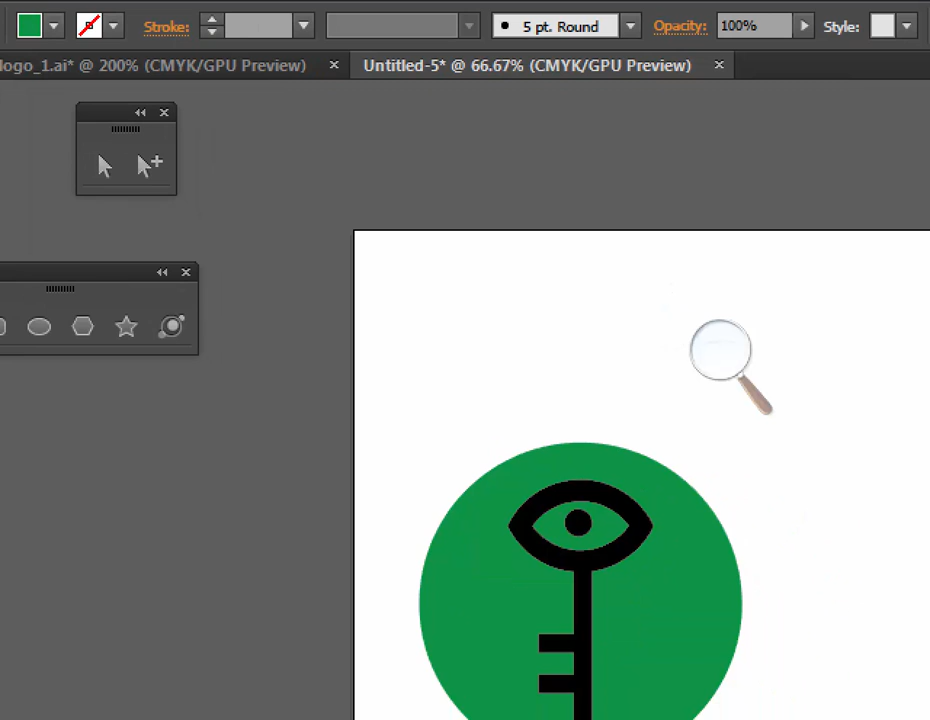 Stroke: 5 pt. Round Opacity: 100% Style:
logo_1.ai* @ 200% (CMYK/GPU Preview) Untitled-5* @ 66.67% (CMYK/GPU Preview)